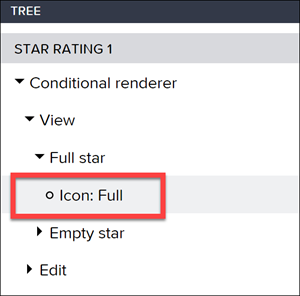 TREE
STAR RATING 1
Conditional renderer
View
Full star
Icon: Full
Empty star
Edit